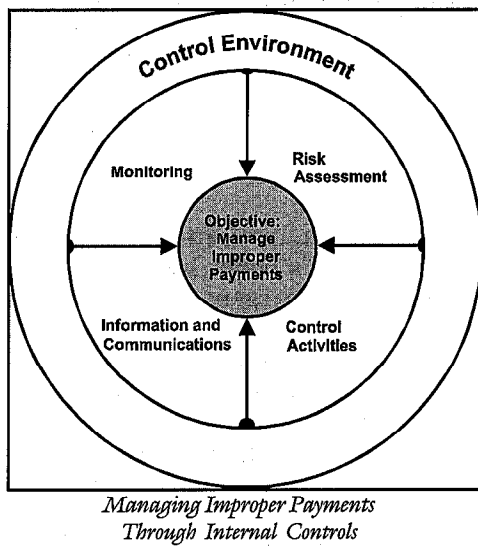 Control Environment
Monitoring
Risk
Assessment
Objective:
Manage
Improper
Payments
Information and
Communications
Control
Activities
Managing Improper Payments
Through Internal Controls